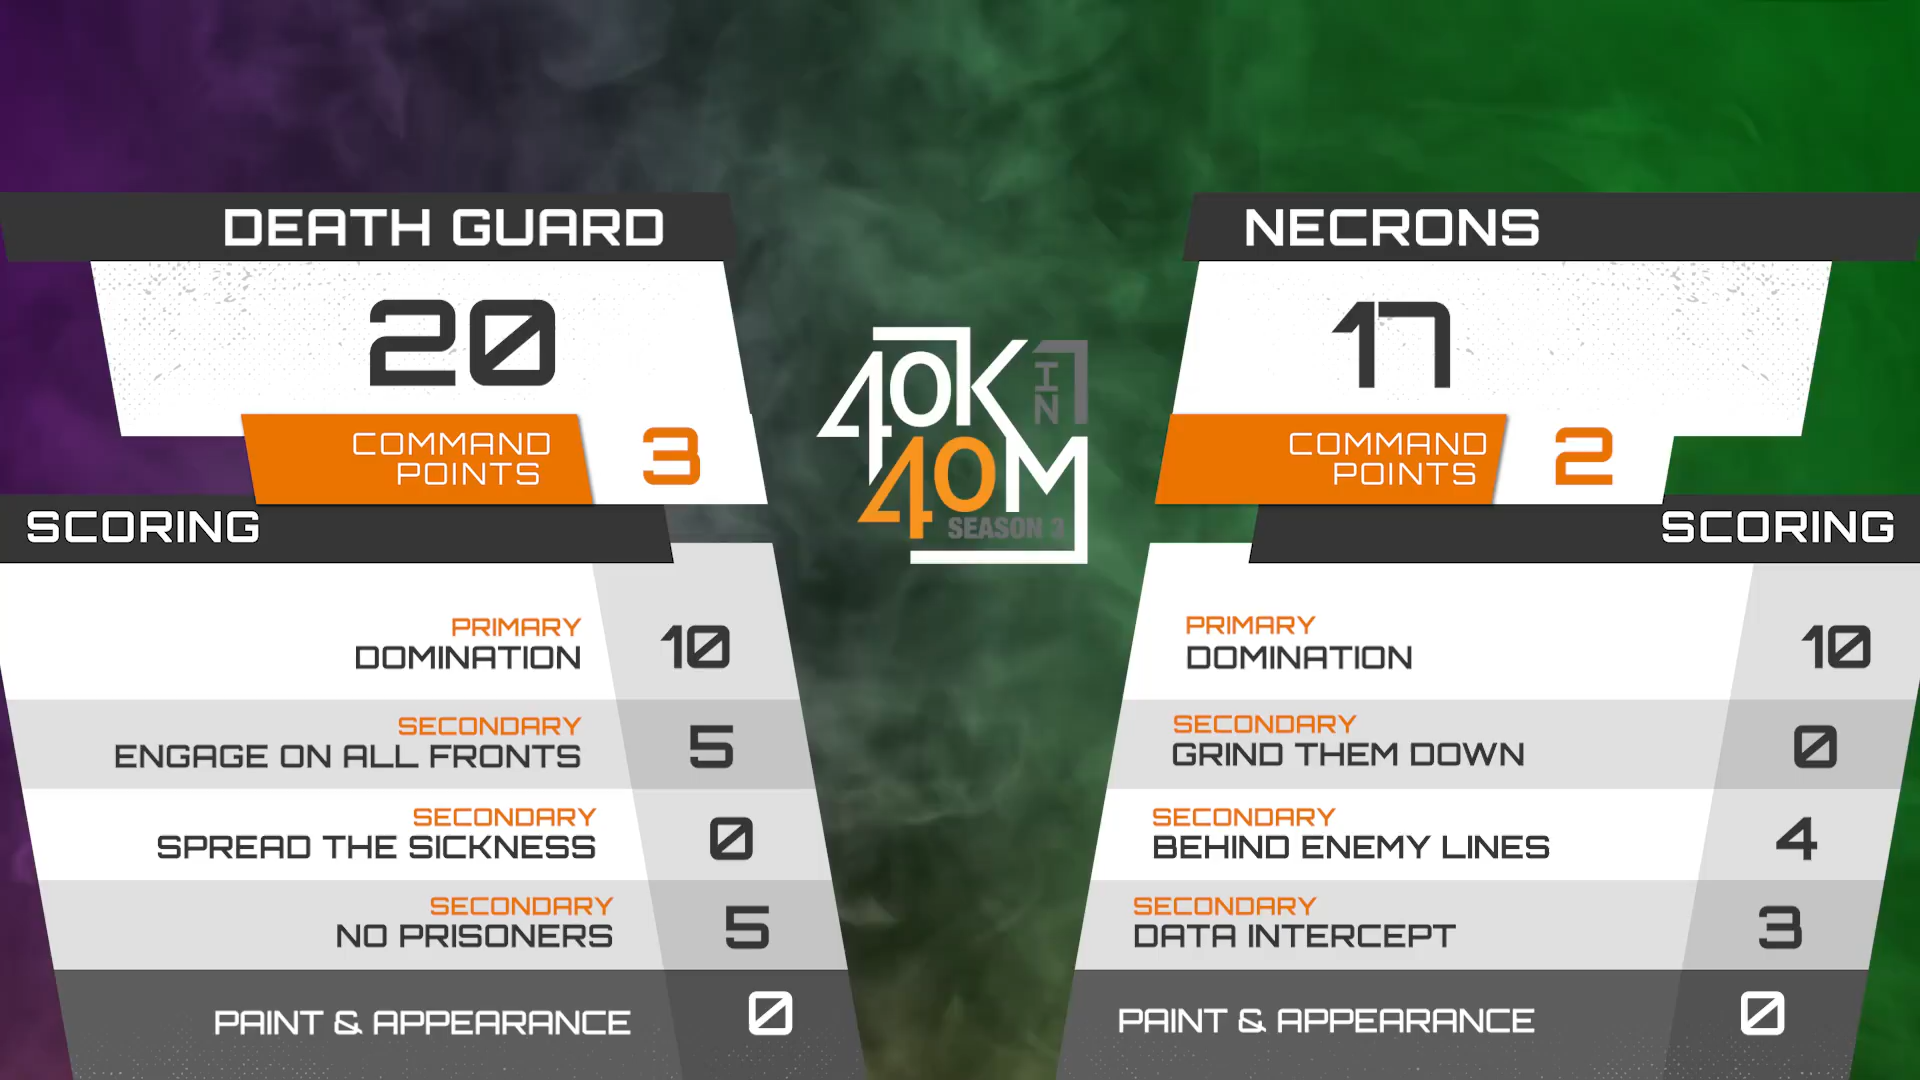 DEATH GUARD
20
COMMAND
POINTS
3
SCORING
PRIMARY
DOMINATION
10
SECONDARY
ENGAGE ON ALL FRONTS
5
SECONDARY
SPREAD THE SICKNESS
0
SECONDARY
NO PRISONERS
5
PAINT & APPEARANCE
0
40K IN
40M
SEASON 3
NECRONS
17
COMMAND
POINTS
2
SCORING
PRIMARY
DOMINATION
10
SECONDARY
GRIND THEM DOWN
0
SECONDARY
BEHIND ENEMY LINES
4
SECONDARY
DATA INTERCEPT
3
PAINT & APPEARANCE
0